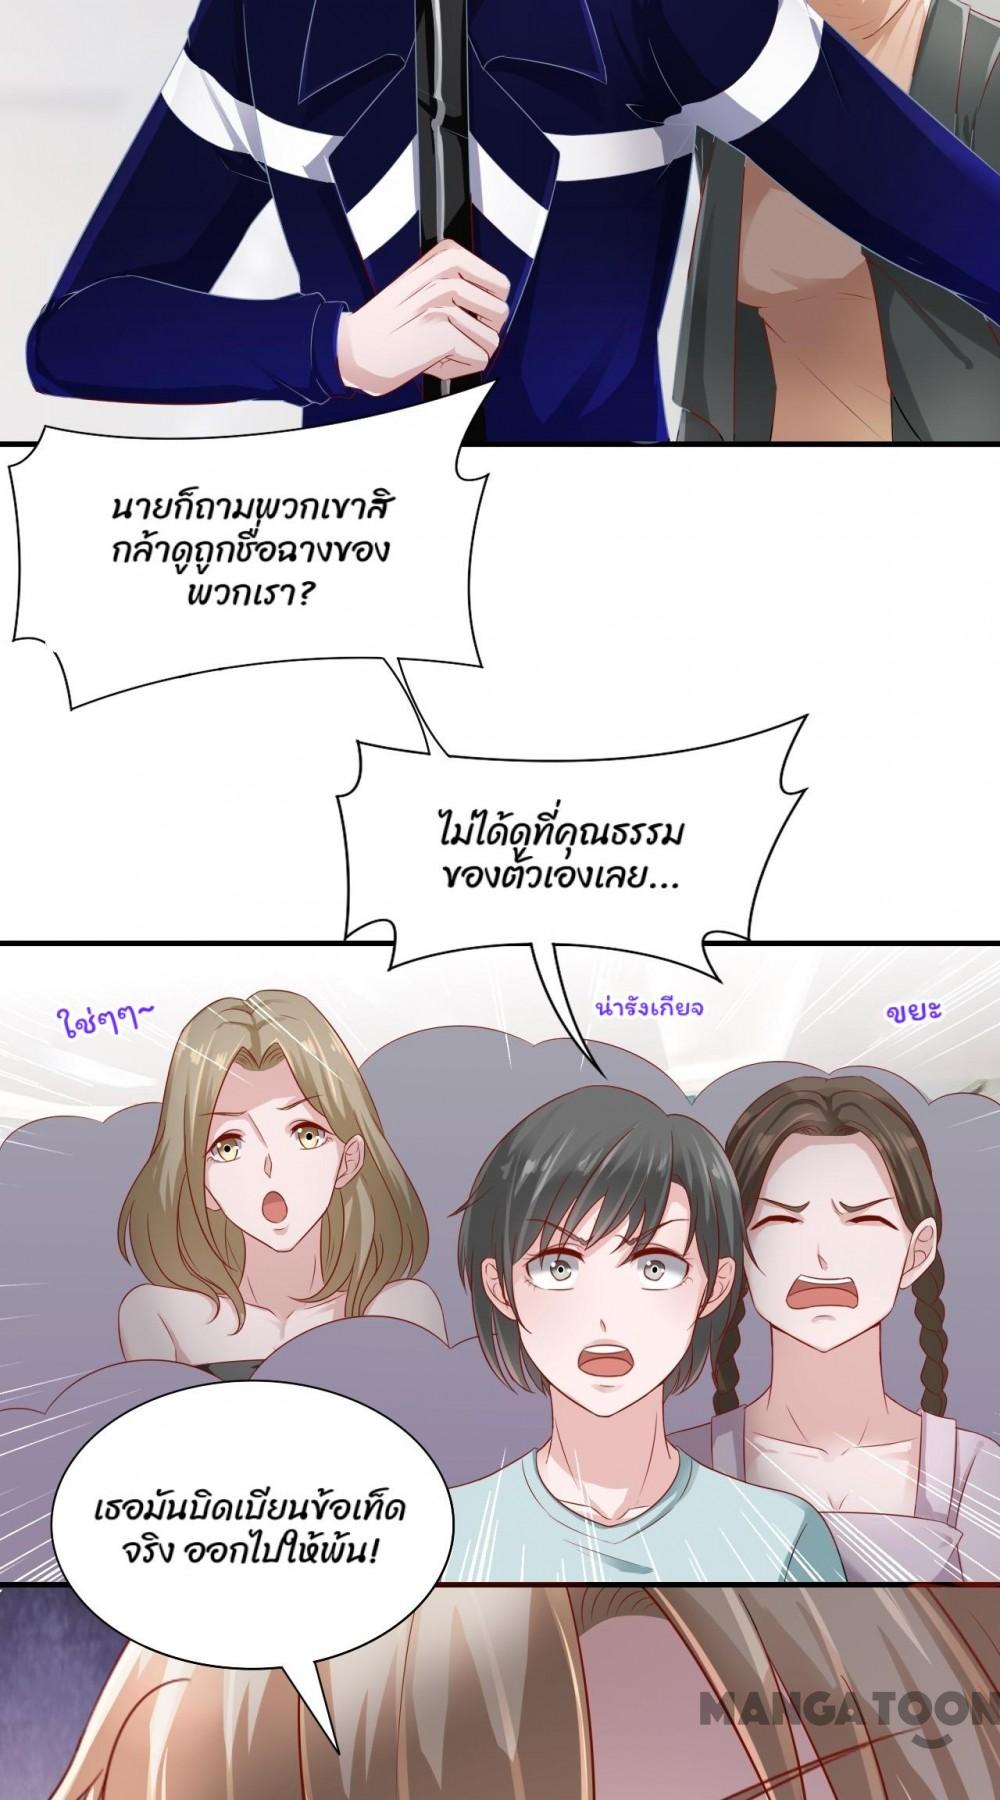 นายก็ถามพวกเขาสิ
กล้าดูถูกชื่อฉางของ
พวกเรา?
ไม่ได้ดูที่คุณธรรม
ของตัวเองเลย...
ใช่ๆๆ~
น่ารังเกียจ
ขยะ
เธอมันบิดเบียนข้อเท็ด
จริง ออกไปให้พ้น!
MANGATOON